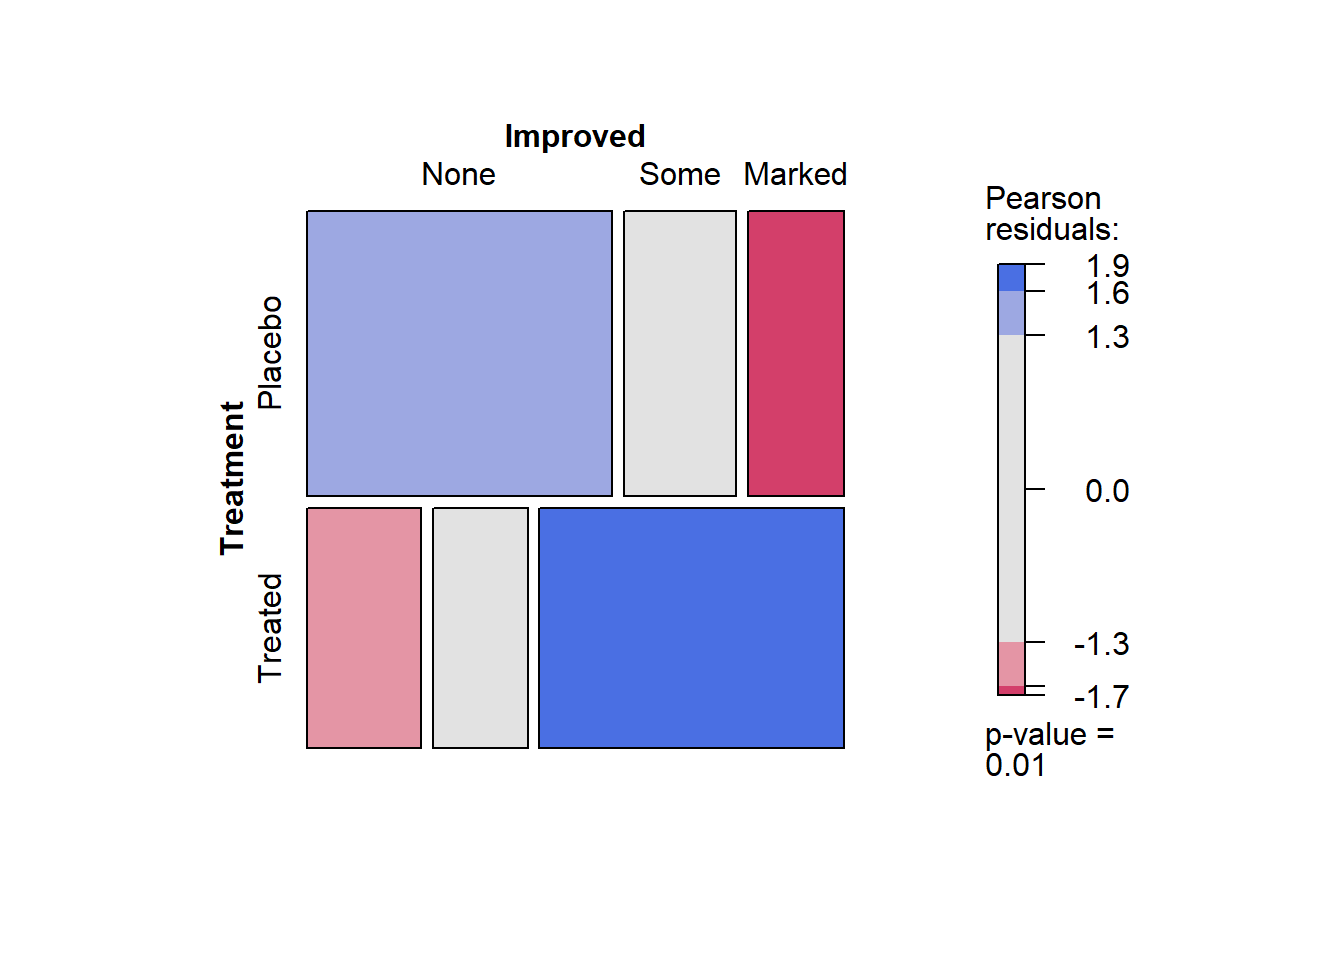 Improved
None Some Marked
Treatment
Placebo
Treated
Pearson
residuals:
1.9
1.6
1.3
0.0
-1.3
-1.7
p-value =
0.01